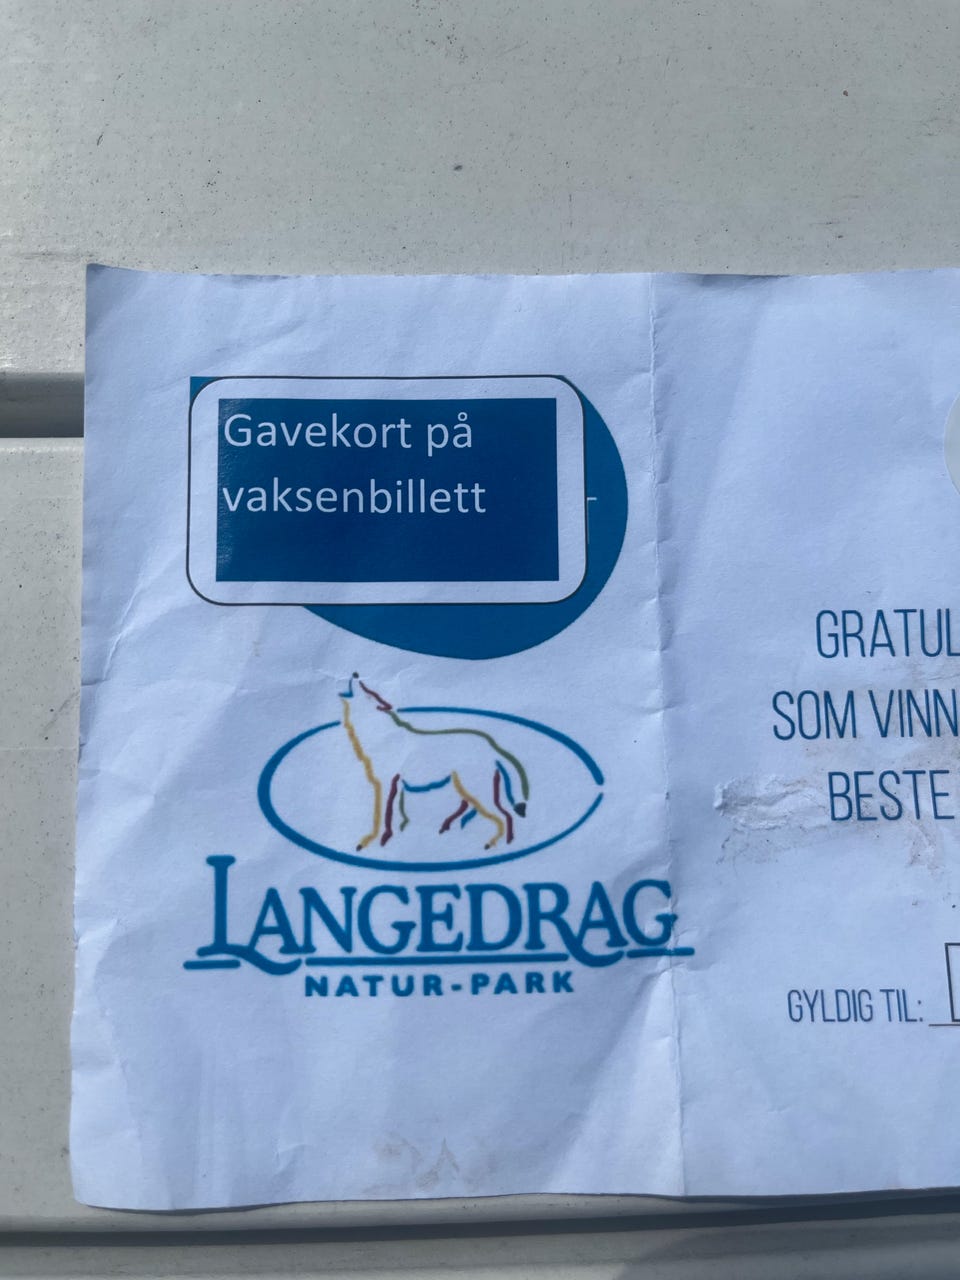 Gavekort på
vaksenbillett
LANGEDRAG
NATUR-PARK
GRATUL
SOM VINN
BESTE
GYLDIG TIL: